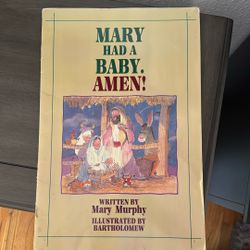 MARY
HAD A
BABY.
AMEN!
WRITTEN BY
Mary Murphy
ILLUSTRATED BY
BARTHOLOMEW